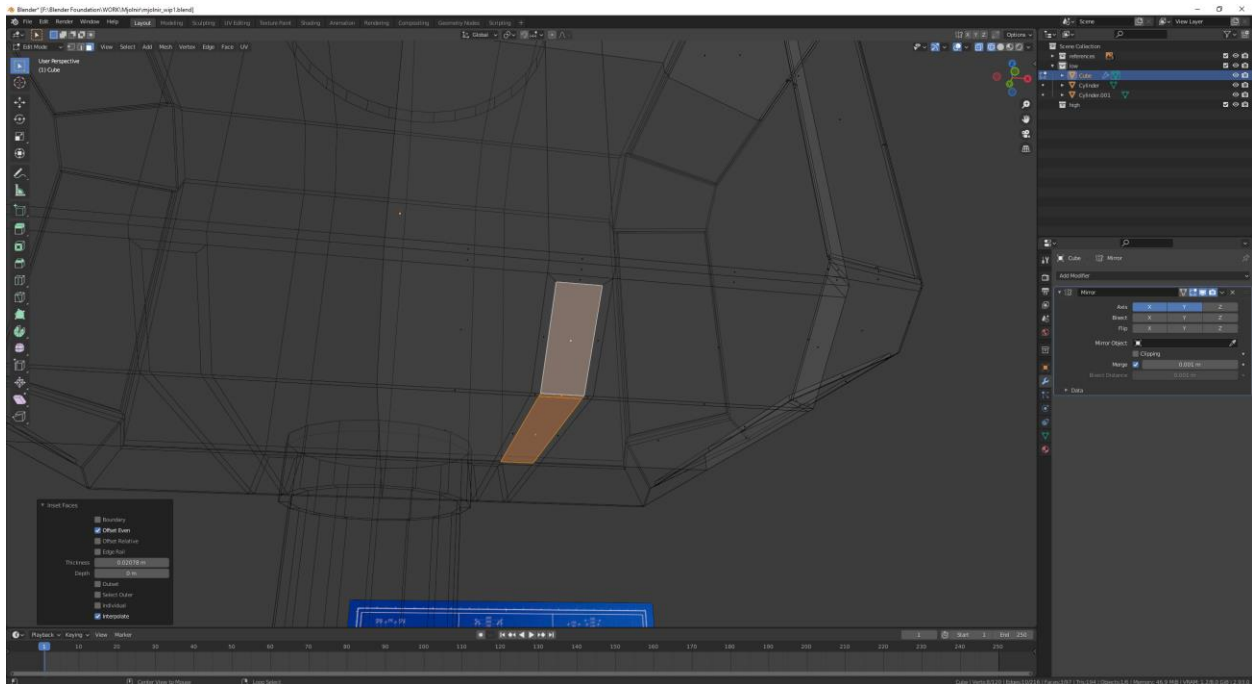 Blender* [F:\Blender Foundation\WORK\Mjolnir\mjolnir_wip1.blend]
File Edit Render Window Help Layout Modeling Sculpting UV Editing Texture Paint Shading Animation Rendering Compositing Geometry Nodes Scripting + Scene View Layer
Global X Y Z Options
Edit Mode View Select Add Mesh Vertex Edge Face UV
User Perspective
(1) Cube
Scene Collection
references
low
Cube
Cylinder
Cylinder.001
high
Cube Mirror
Add Modifier
Mirror
Axis X Y Z
Bisect X Y Z
Flip X Y Z
Mirror Object
Clipping
Merge 0.001 m
Bisect Distance 0.001 m
Data
Inset Faces
Boundary
Offset Even
Offset Relative
Edge Rail
Thickness 0.02078 m
Depth 0 m
Outset
Select Outer
Individual
Interpolate
Playback Keying View Marker 1 Start 1 End 250
1 10 20 30 40 50 60 70 80 90 100 110 120 130 140 150 160 170 180 190 200 210 220 230 240 250
Center View to Mouse Loop Select